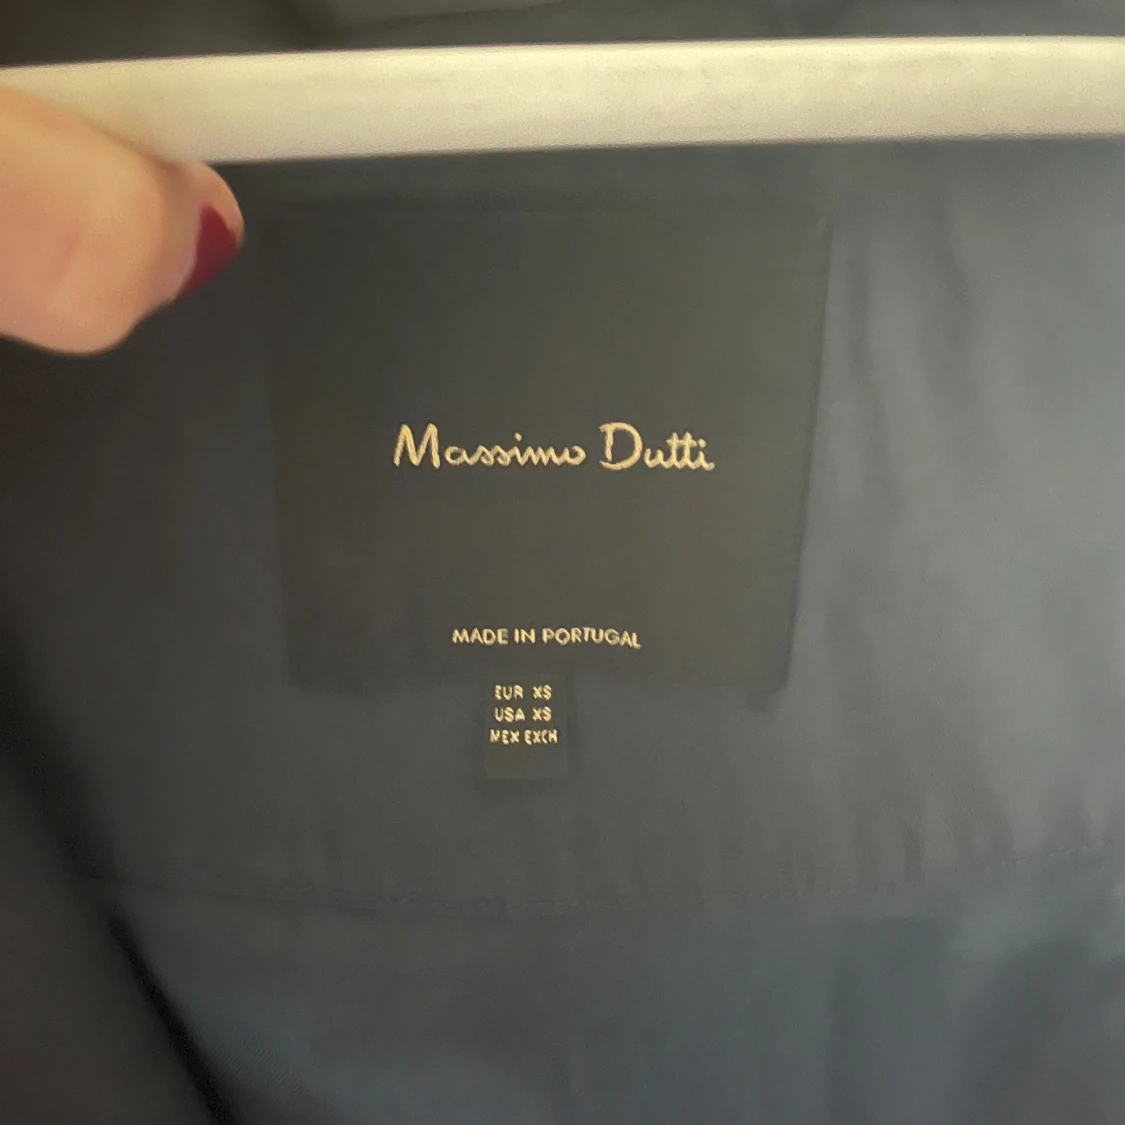 Massimo Dutti
MADE IN PORTUGAL
EUR XS
USA XS
MEX EXCH